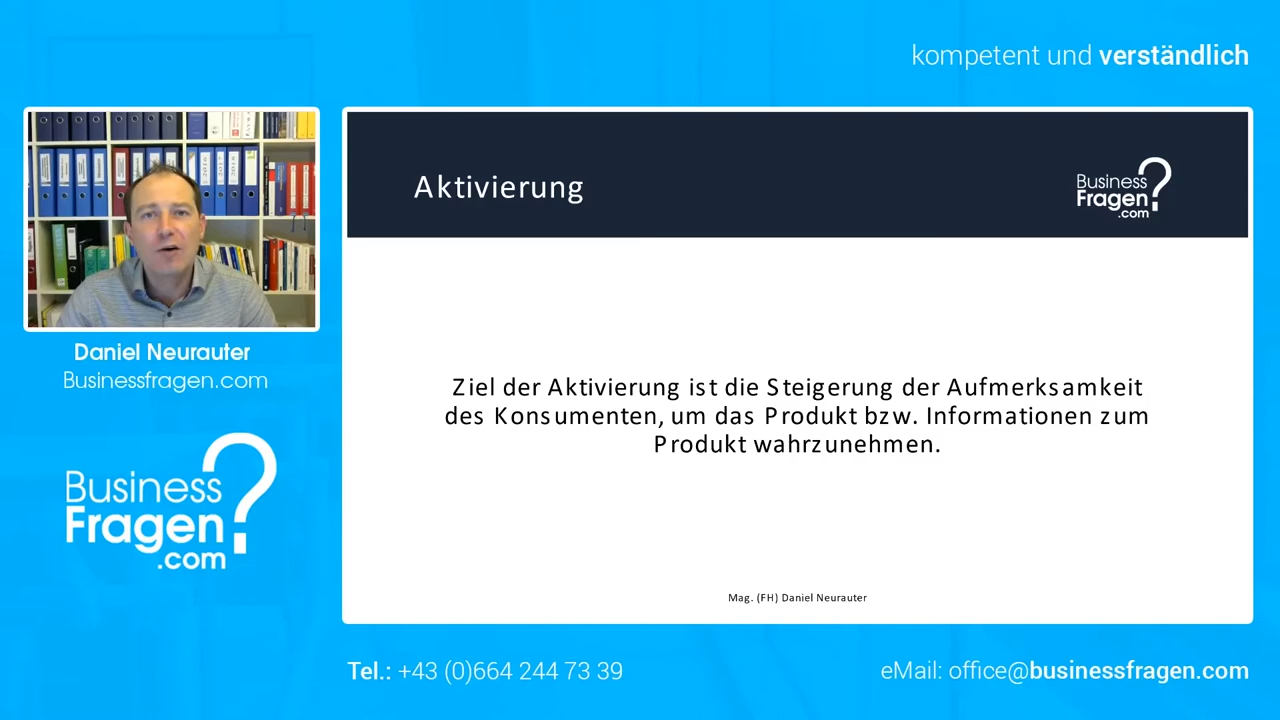 kompetent und verständlich
Aktivierung
Business
Fragen
.com
Ziel der Aktivierung ist die Steigerung der Aufmerksamkeit
des Konsumenten, um das Produkt bzw. Informationen zum
Produkt wahrzunehmen.
Mag. (FH) Daniel Neurauter
Daniel Neurauter
Businessfragen.com
Business
Fragen
.com
Tel.: +43 (0)664 244 73 39
eMail: office@businessfragen.com